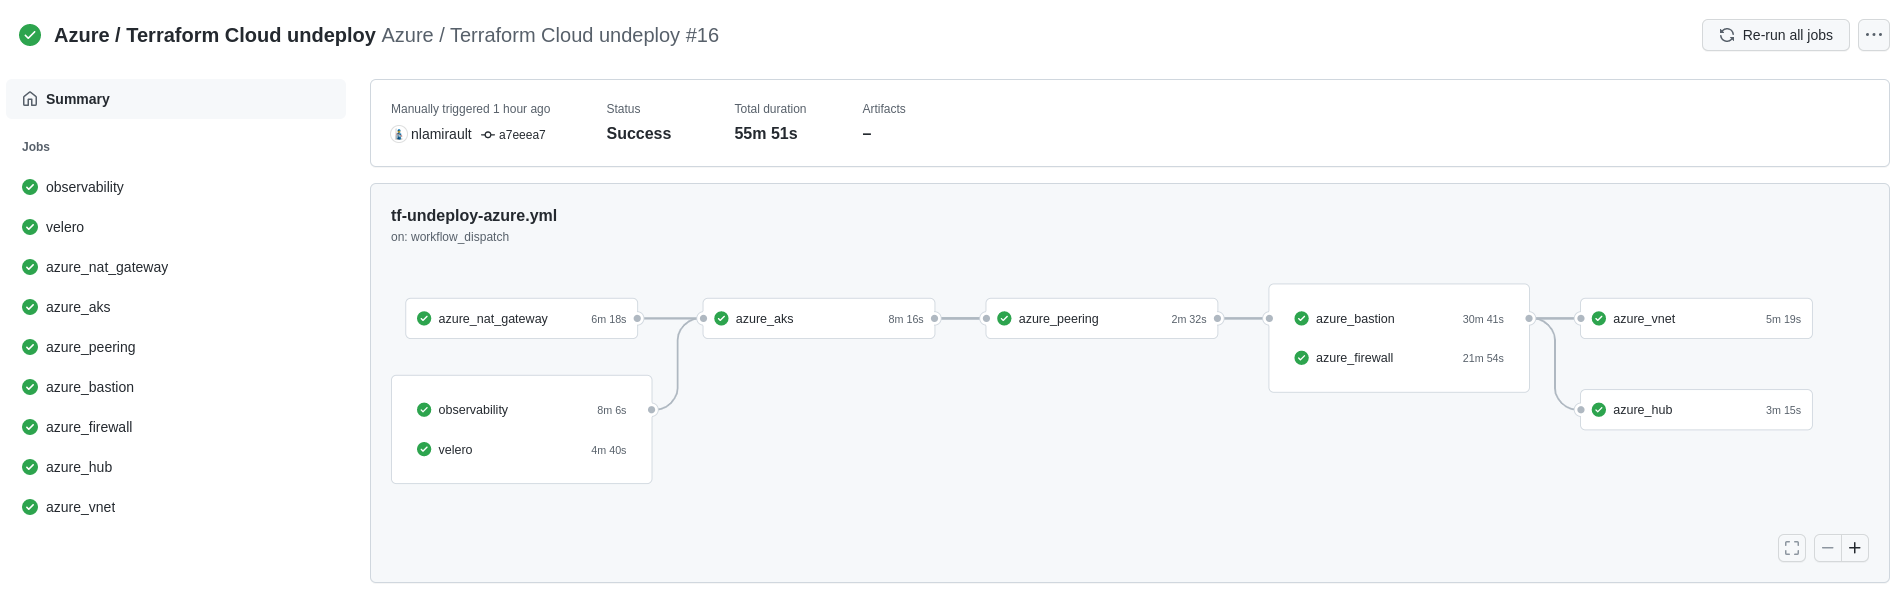 Azure / Terraform Cloud undeploy Azure / Terraform Cloud undeploy #16
Re-run all jobs
Summary
Jobs
observability
velero
azure_nat_gateway
azure_aks
azure_peering
azure_bastion
azure_firewall
azure_hub
azure_vnet
Manually triggered 1 hour ago
nlamirault a7eeea7
Status
Success
Total duration
55m 51s
Artifacts
–
tf-undeploy-azure.yml
on: workflow_dispatch
azure_nat_gateway 6m 18s
observability 8m 6s
velero 4m 40s
azure_aks 8m 16s
azure_peering 2m 32s
azure_bastion 30m 41s
azure_firewall 21m 54s
azure_vnet 5m 19s
azure_hub 3m 15s